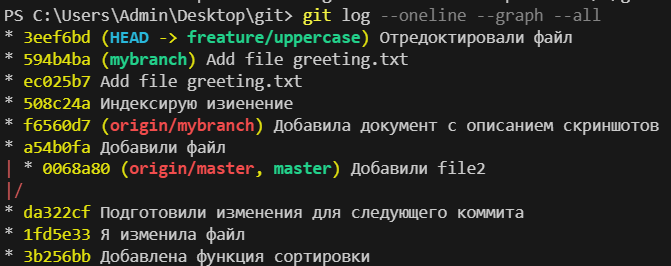 PS C:\Users\Admin\Desktop\git> git log --oneline --graph --all
* 3eef6bd (HEAD -> freature/uppercase) Отредоктировали файл
* 594b4ba (mybranch) Add file greeting.txt
* ec025b7 Add file greeting.txt
* 508c24a Индексирую изиенение
* f6560d7 (origin/mybranch) Добавила документ с описанием скриншотов
* a54b0fa Добавили файл
| * 0068a80 (origin/master, master) Добавили file2
|/
* da322cf Подготовили изменения для следующего коммита
* 1fd5e33 Я изменила файл
* 3b256bb Добавлена функция сортировки